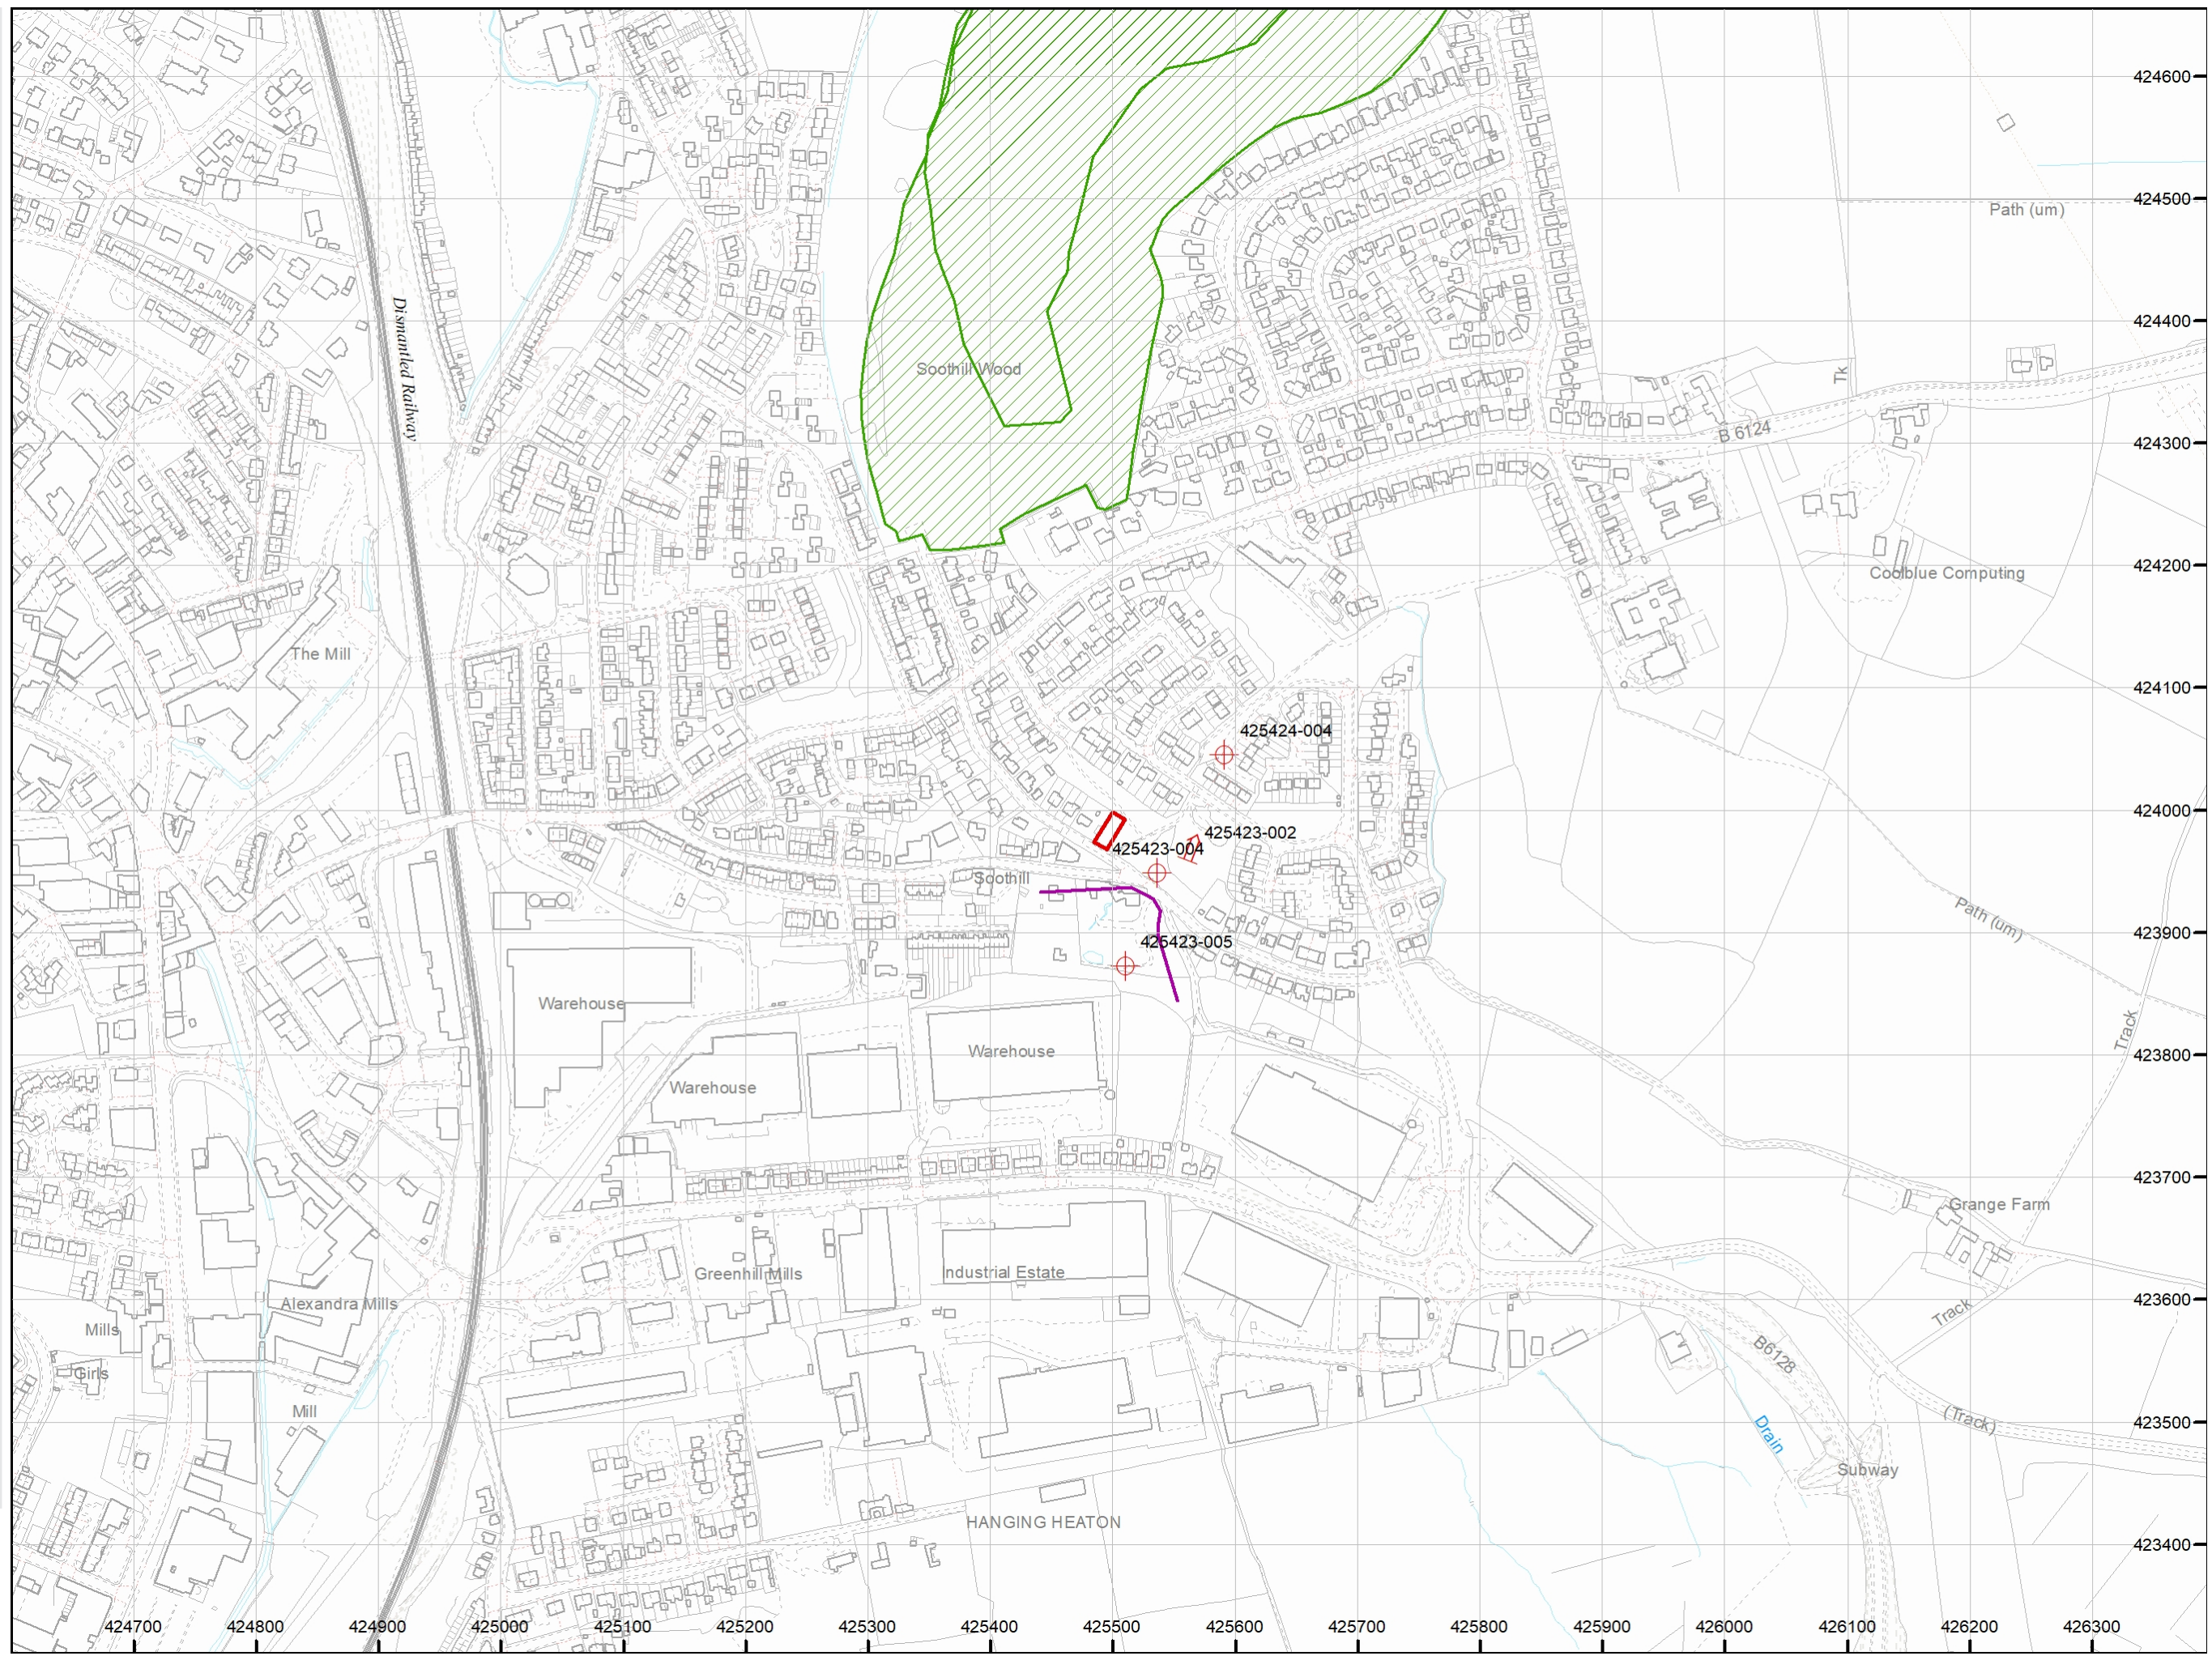 424600
Path (um)
424500
Dismantled Railway
424400
Soothill Wood
Tk
B 6124
424300
Coolblue Computing
424200
The Mill
424100
425424-004
424000
425423-002
425423-004
Soothill
Path (um)
423900
425423-005
Warehouse
Track
Warehouse
423800
Warehouse
423700
Grange Farm
Greenhill Mills
Industrial Estate
Alexandra Mills
423600
Track
Mills
B6128
Girls
Mill
(Track)
423500
Drain
Subway
HANGING HEATON
423400
424700
424800
424900
425000
425100
425200
425300
425400
425500
425600
425700
425800
425900
426000
426100
426200
426300